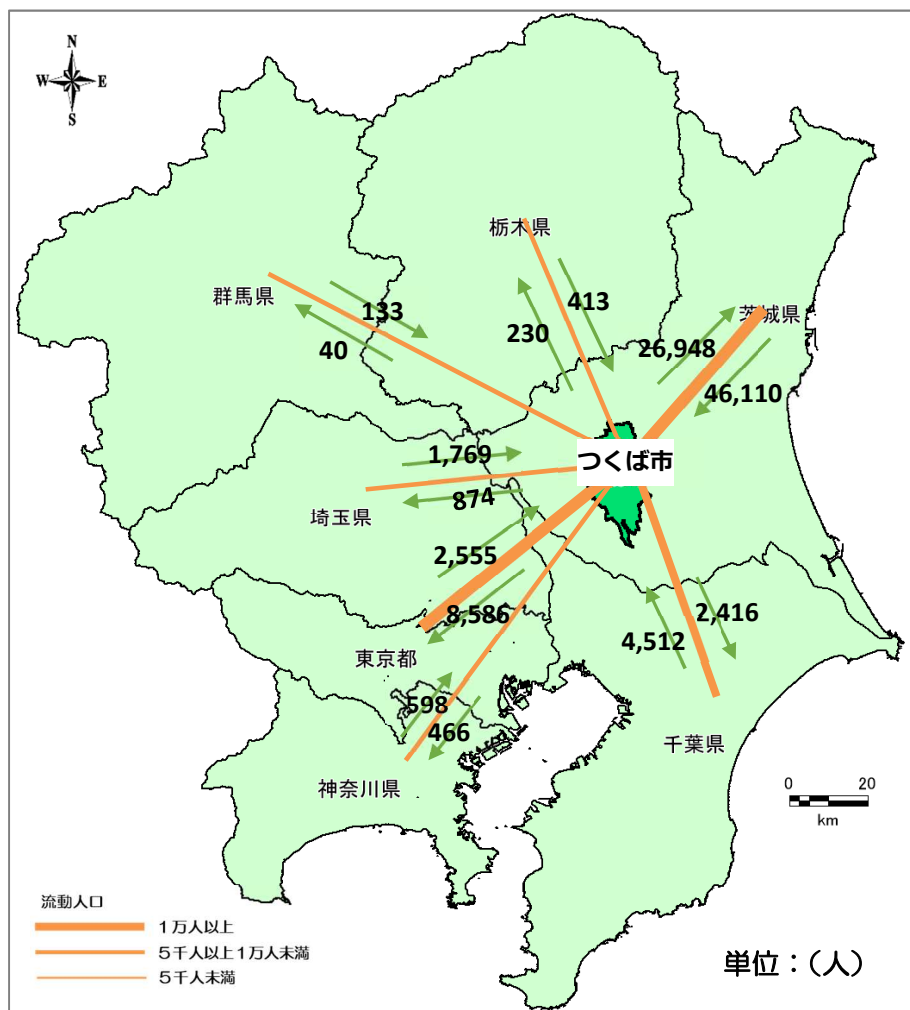 N
W E
S
栃木県
群馬県
133
413
茨城県
40
230
26,948
46,110
1,769
つくば市
874
埼玉県
2,555
8,586
2,416
4,512
東京都
598
466
千葉県
神奈川県
0 20
km
流動人口
1万人以上
5千人以上1万人未満
5千人未満
単位：(人)